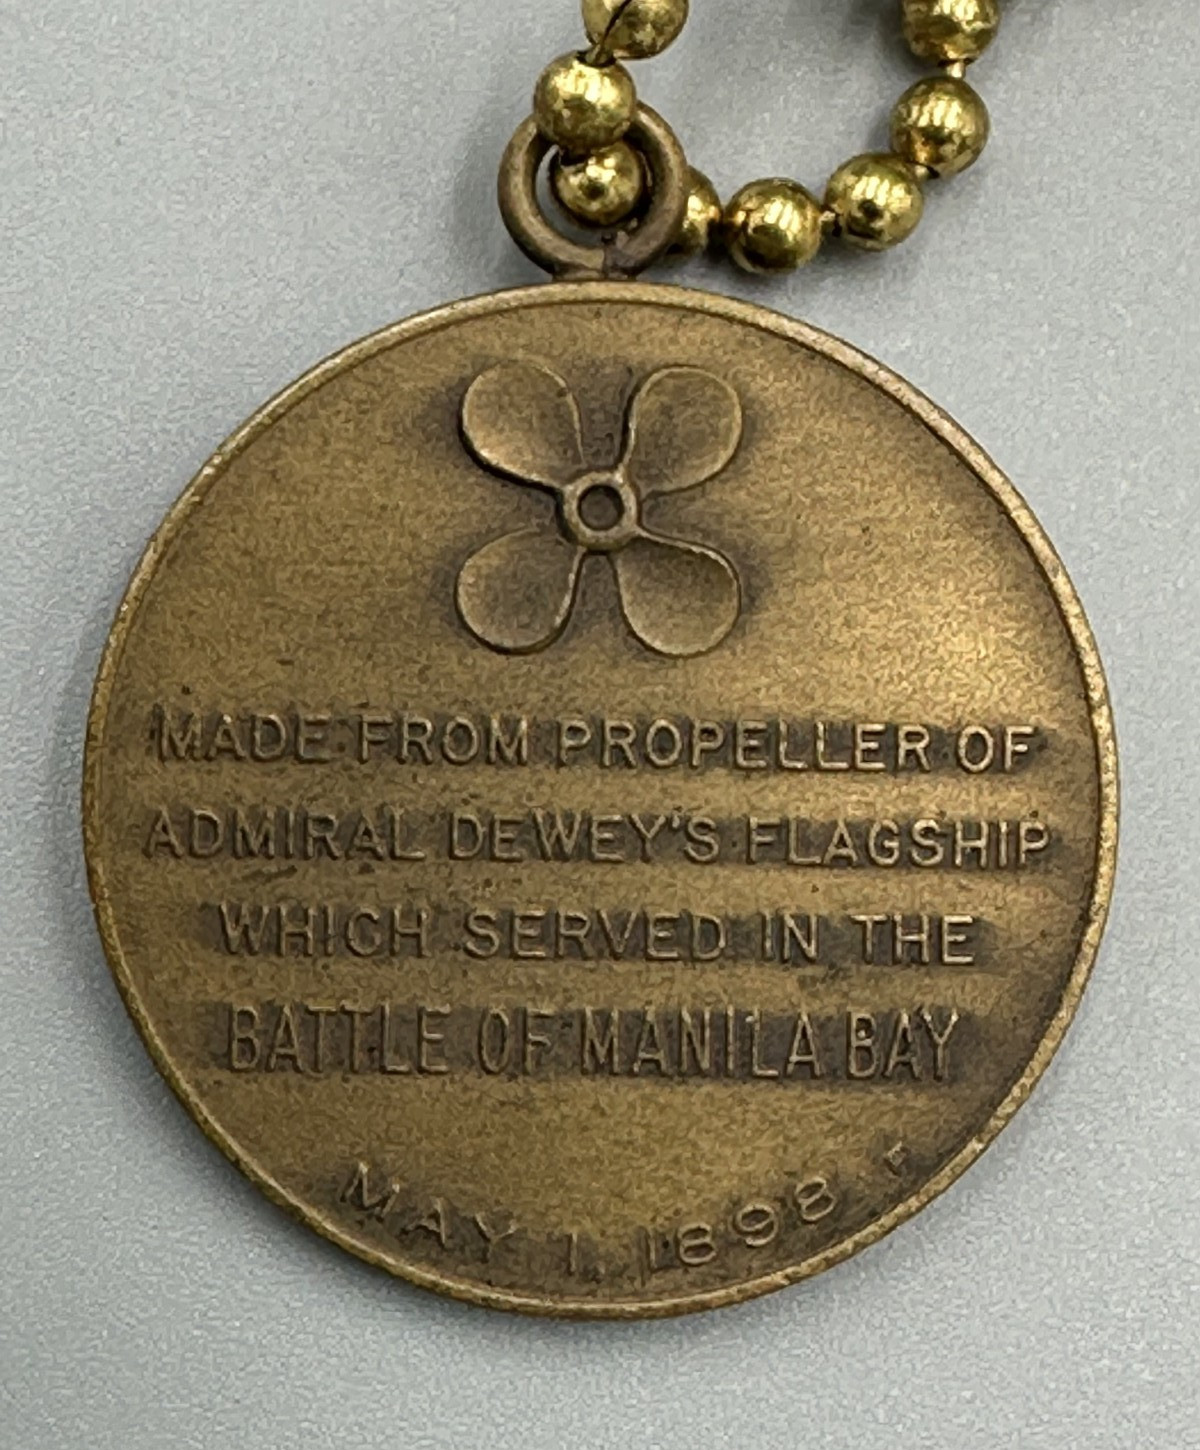 MADE FROM PROPELLER OF
ADMIRAL DEWEY'S FLAGSHIP
WHICH SERVED IN THE
BATTLE OF MANILA BAY
MAY 1, 1898